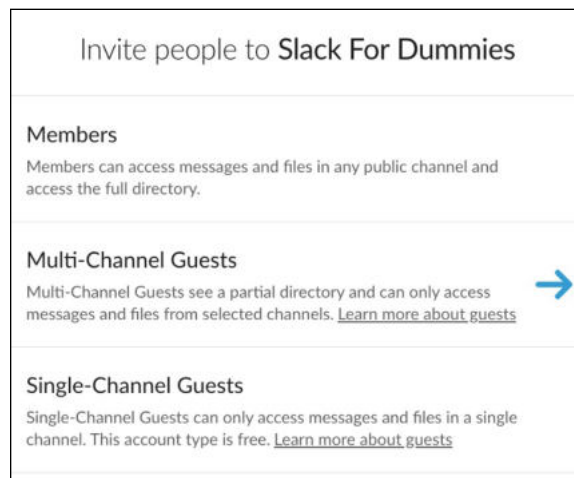 Invite people to Slack For Dummies
Members
Members can access messages and files in any public channel and
access the full directory.
Multi-Channel Guests
Multi-Channel Guests see a partial directory and can only access
messages and files from selected channels. Learn more about guests
Single-Channel Guests
Single-Channel Guests can only access messages and files in a single
channel. This account type is free. Learn more about guests